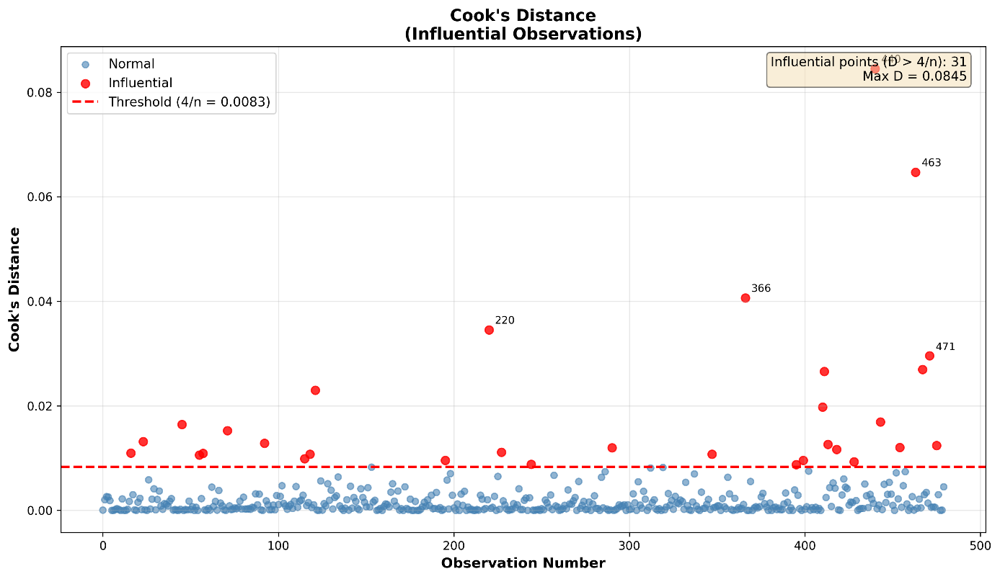 Cook's Distance
(Influential Observations)
Normal
Influential
Threshold (4/n = 0.0083)
440
Influential points (D > 4/n): 31
Max D = 0.0845
463
366
220
471
Cook's Distance
0.08
0.06
0.04
0.02
0.00
0
100
200
300
400
500
Observation Number